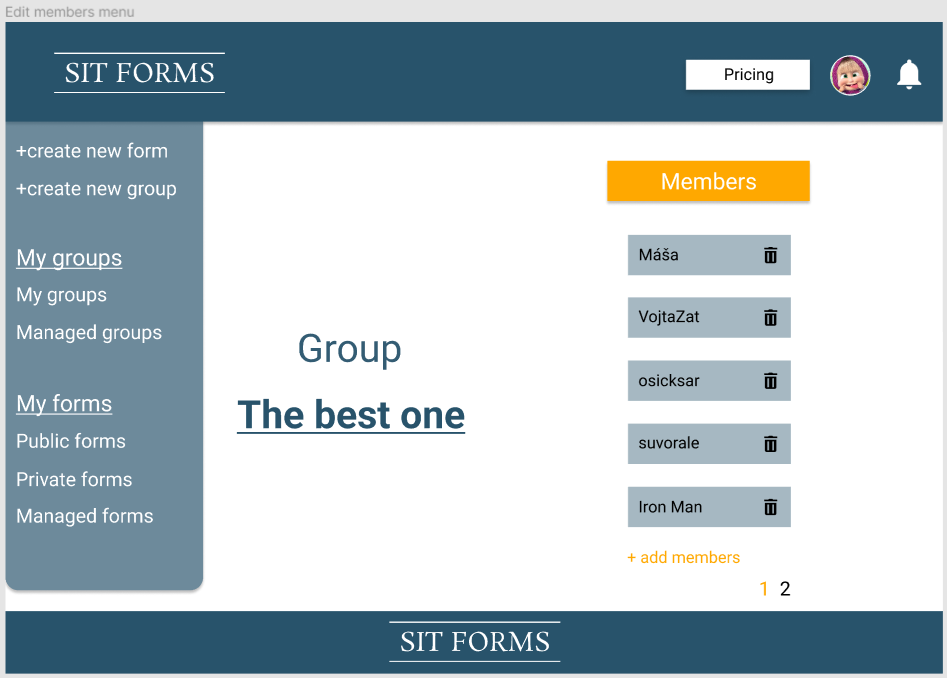 Edit members menu
SIT FORMS
Pricing
+create new form
+create new group
My groups
My groups
Managed groups
My forms
Public forms
Private forms
Managed forms
Group
The best one
Members
Máša
VojtaZat
osicksar
suvorale
Iron Man
+ add members
1 2
SIT FORMS